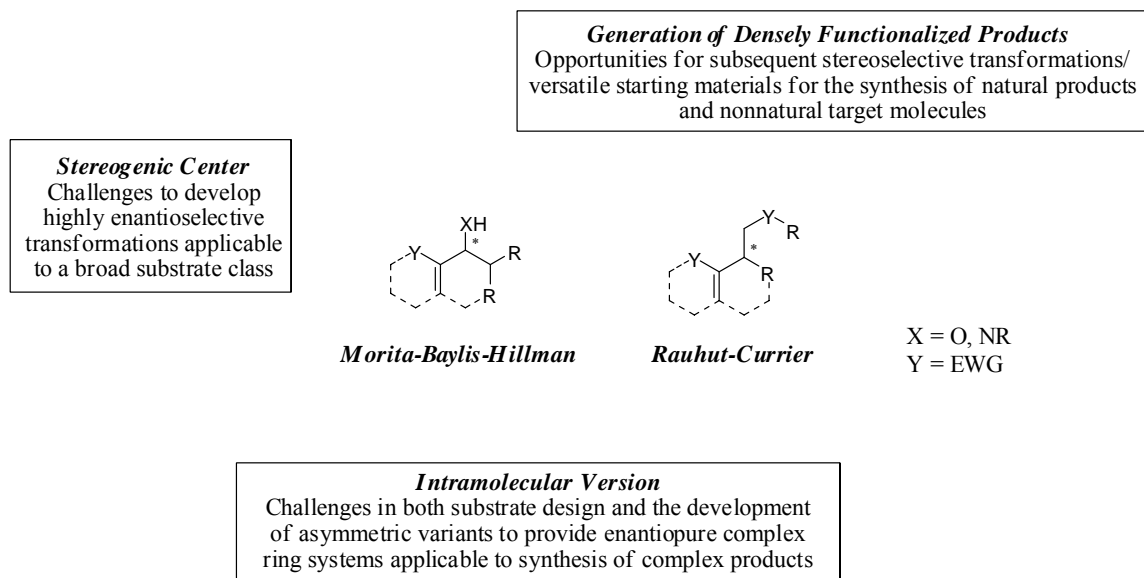 Generation of Densely Functionalized Products
Opportunities for subsequent stereoselective transformations/
versatile starting materials for the synthesis of natural products
and nonnatural target molecules
Stereogenic Center
Challenges to develop
highly enantioselective
transformations applicable
to a broad substrate class
XH
*
Y
R
R
Y
R
*
Y
R
Morita-Baylis-Hillman
Rauhut-Currier
X = O, NR
Y = EWG
Intramolecular Version
Challenges in both substrate design and the development
of asymmetric variants to provide enantiopure complex
ring systems applicable to synthesis of complex products